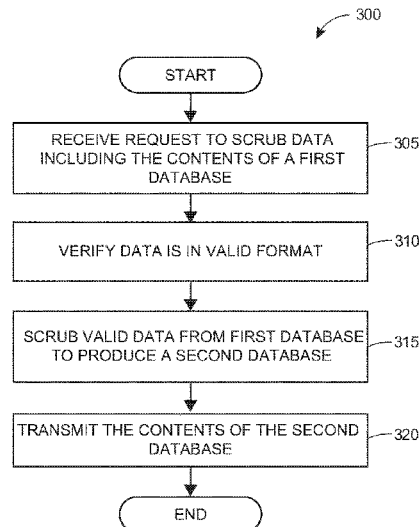 300
START
RECEIVE REQUEST TO SCRUB DATA
INCLUDING THE CONTENTS OF A FIRST
DATABASE
305
VERIFY DATA IS IN VALID FORMAT
310
SCRUB VALID DATA FROM FIRST DATABASE
TO PRODUCE A SECOND DATABASE
315
TRANSMIT THE CONTENTS OF THE SECOND
DATABASE
320
END